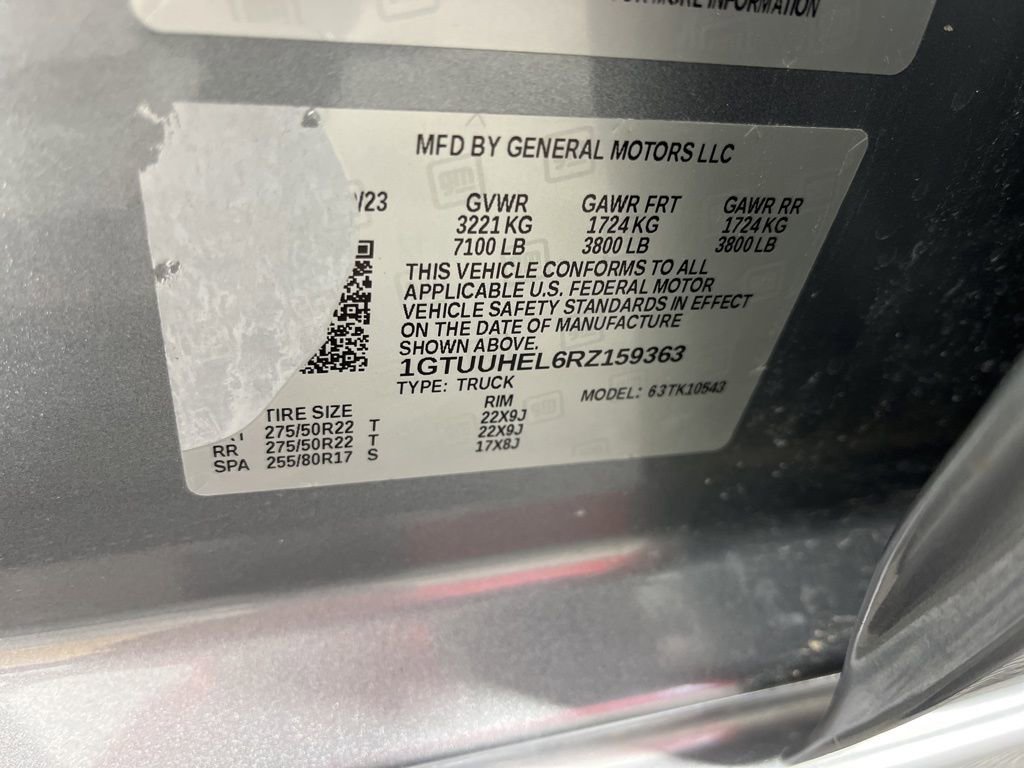 FOR MORE INFORMATION
MFD BY GENERAL MOTORS LLC
/23 GVWR GAWR FRT GAWR RR
3221 KG 1724 KG 1724 KG
7100 LB 3800 LB 3800 LB
THIS VEHICLE CONFORMS TO ALL
APPLICABLE U.S. FEDERAL MOTOR
VEHICLE SAFETY STANDARDS IN EFFECT
ON THE DATE OF MANUFACTURE
SHOWN ABOVE.
1GTUUHEL6RZ159363
TYPE: TRUCK MODEL: 63TK10543
TIRE SIZE RIM
275/50R22 T 22X9J
RR 275/50R22 T 22X9J
SPA 255/80R17 S 17X8J